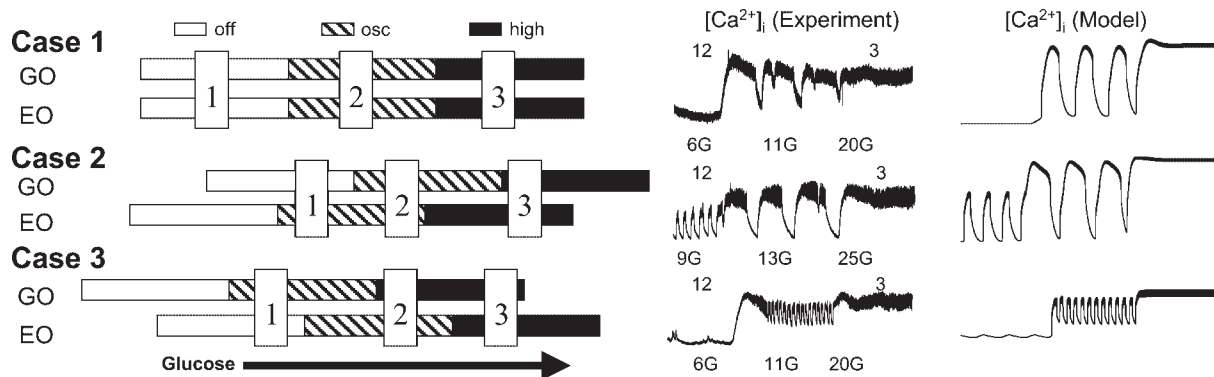 off osc high
[Ca²⁺]ᵢ (Experiment) [Ca²⁺]ᵢ (Model)
Case 1
GO
EO
1 2 3
12 3
6G 11G 20G
Case 2
GO
EO
1 2 3
12 3
9G 13G 25G
Case 3
GO
EO
1 2 3
12 3
6G 11G 20G
Glucose